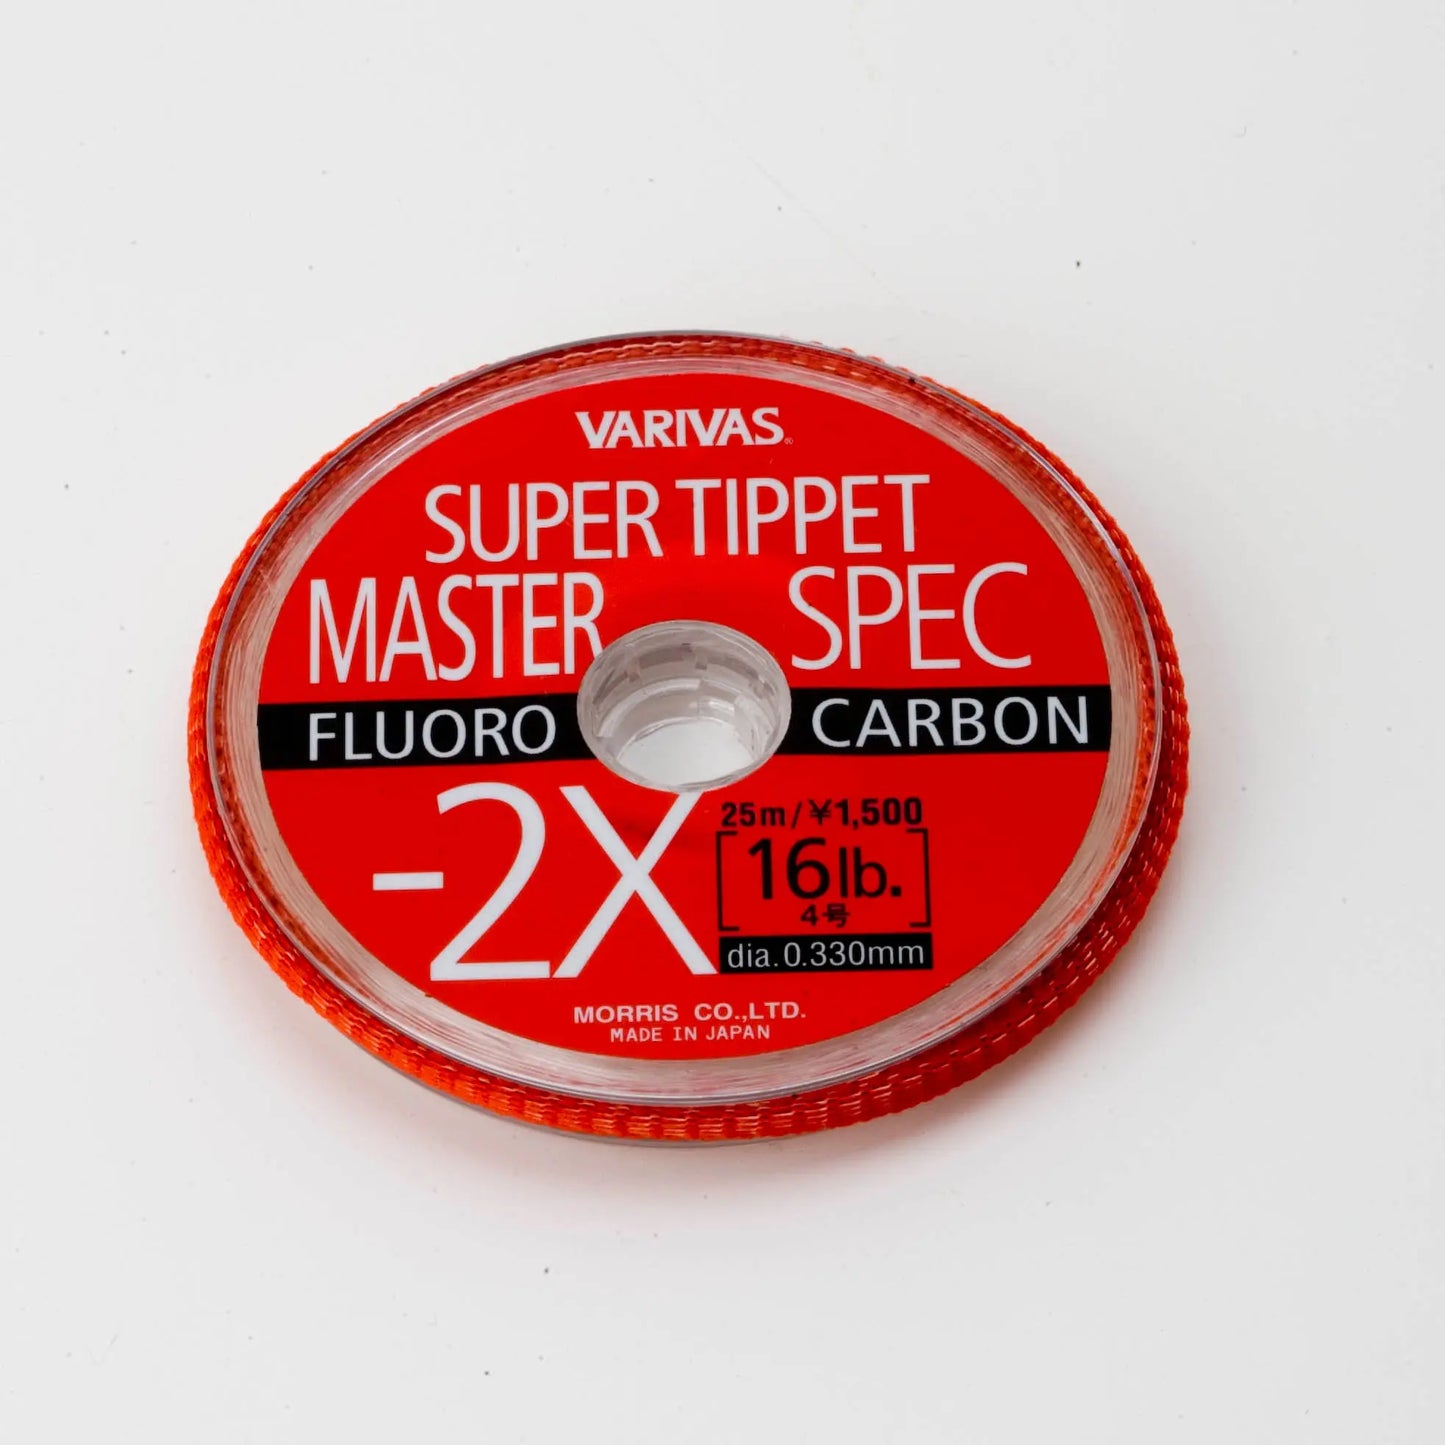 VARIVAS®
SUPER TIPPET
MASTER SPEC
FLUORO CARBON
-2X
25m/¥1,500
16lb.
4号
dia.0.330mm
MORRIS CO.,LTD.
MADE IN JAPAN